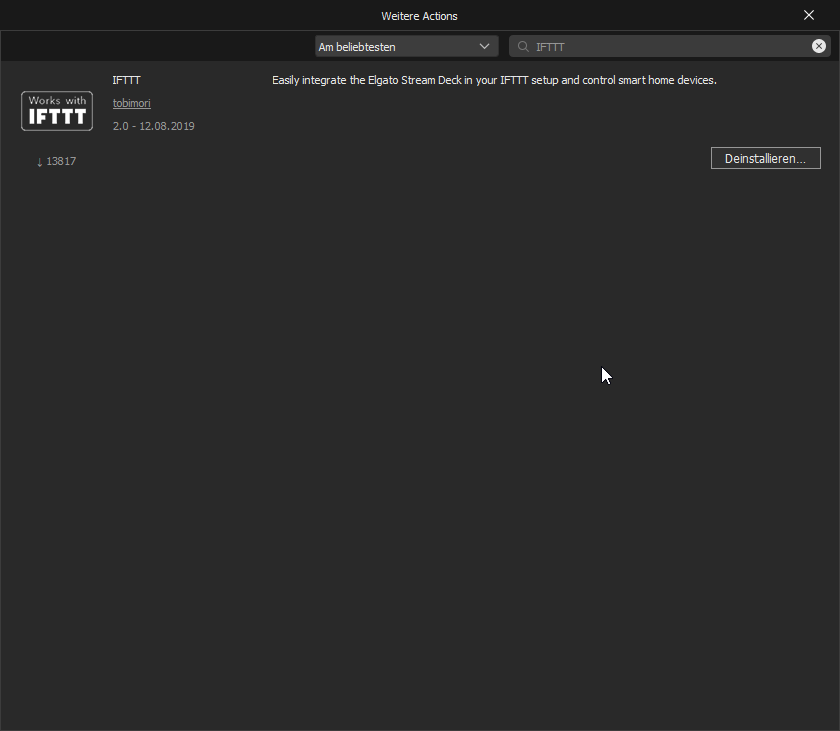 Weitere Actions
Am beliebtesten
IFTTT
IFTTT
Easily integrate the Elgato Stream Deck in your IFTTT setup and control smart home devices.
Works with
IFTTT
tobimori
2.0 - 12.08.2019
↓ 13817
Deinstallieren...